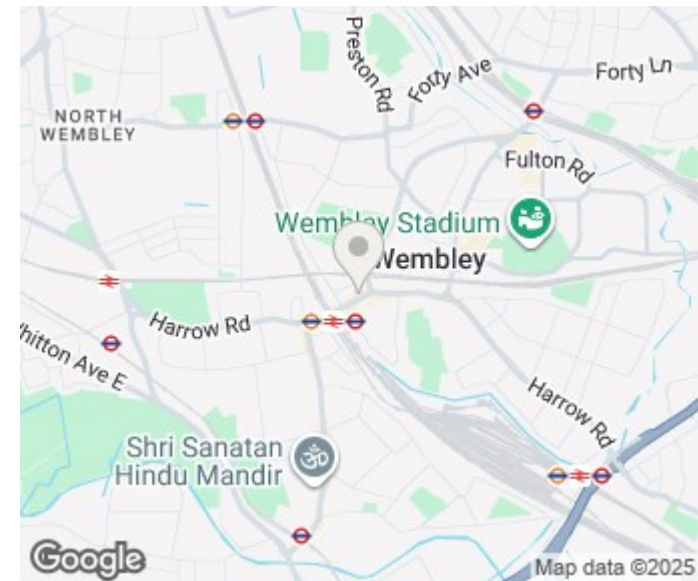 Preston Rd
Forty Ave
Forty Ln
NORTH
WEMBLEY
Fulton Rd
Wembley Stadium
Wembley
Harrow Rd
Whitton Ave E
Harrow Rd
Shri Sanatan
Hindu Mandir
ॐ
Google
Map data ©2025